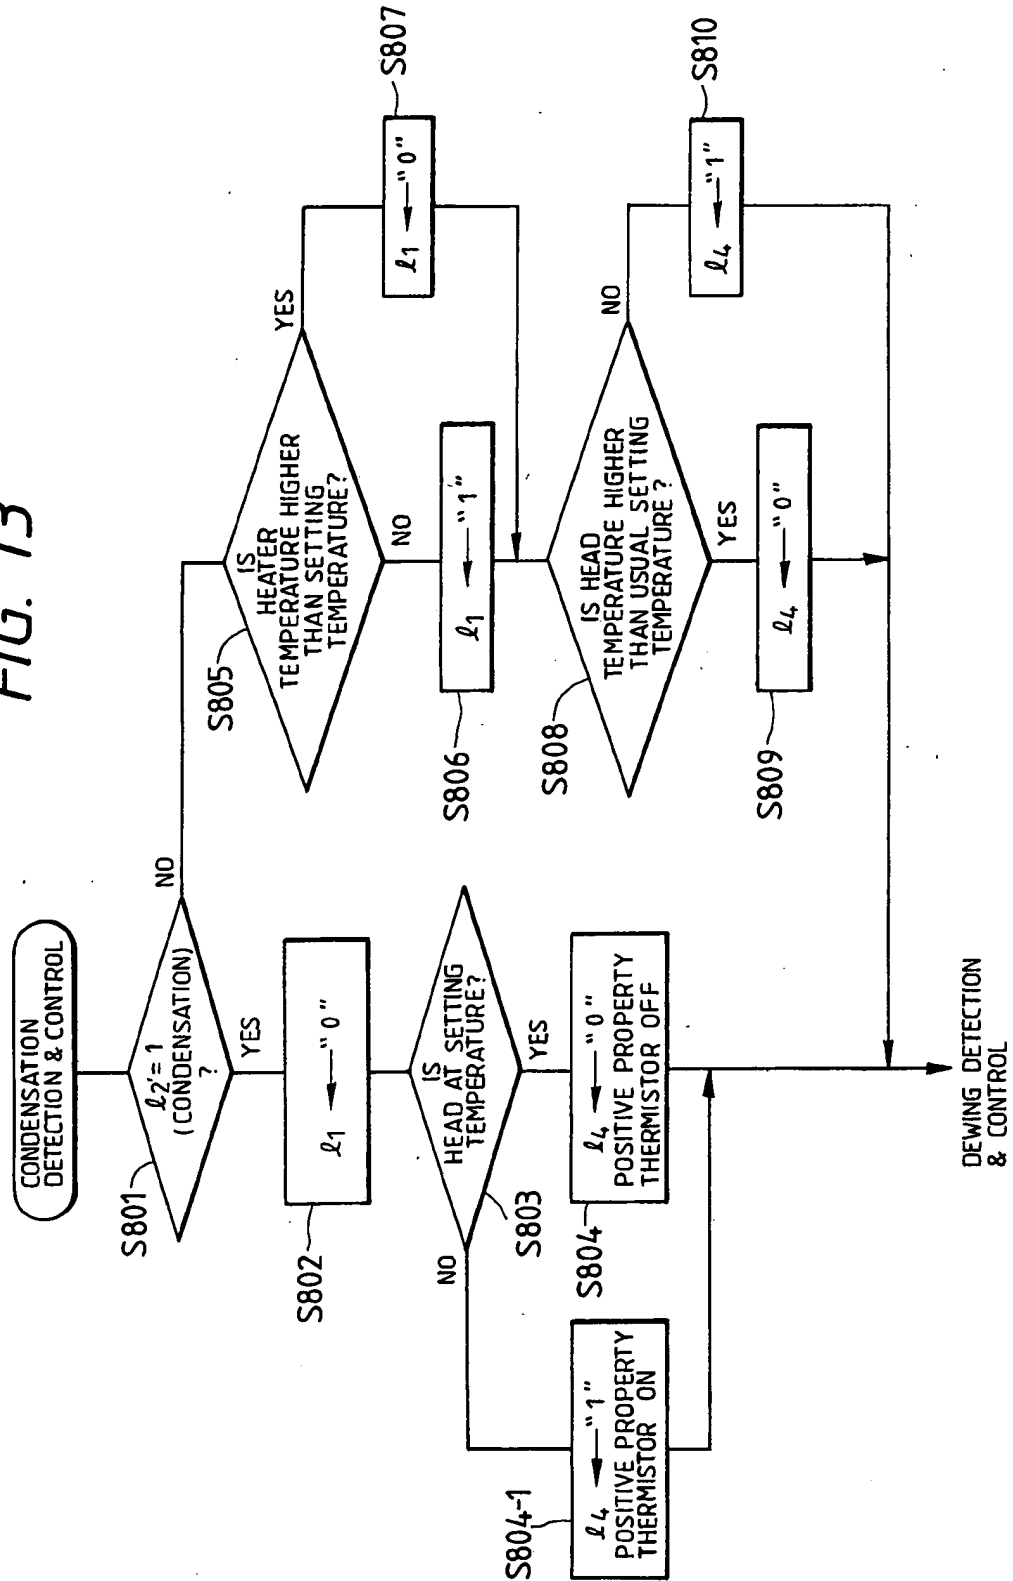 FIG. 13
CONDENSATION
DETECTION & CONTROL
S801
ℓ2'=1
(CONDENSATION)
?
NO
YES
S802
ℓ1 ← "0"
S803
IS
HEAD AT SETTING
TEMPERATURE?
NO
YES
S804-1
ℓ4 ← "1"
POSITIVE PROPERTY
THERMISTOR ON
S804
ℓ4 ← "0"
POSITIVE PROPERTY
THERMISTOR OFF
S805
IS
HEATER
TEMPERATURE HIGHER
THAN SETTING
TEMPERATURE?
YES
NO
S806
ℓ1 ← "1"
S807
ℓ1 ← "0"
S808
IS HEAD
TEMPERATURE HIGHER
THAN USUAL SETTING
TEMPERATURE?
NO
YES
S809
ℓ4 ← "0"
S810
ℓ4 ← "1"
DEWING DETECTION
& CONTROL